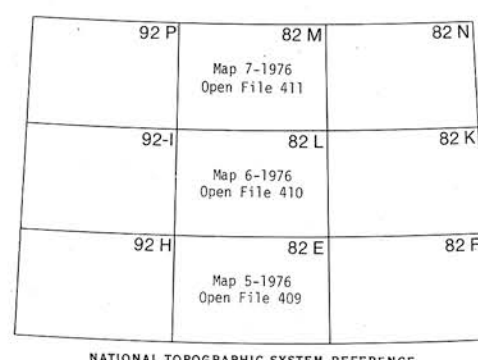 92 P 82 M 82 N
Map 7-1976
Open File 411
92-I 82 L 82 K
Map 6-1976
Open File 410
92 H 82 E 82 F
Map 5-1976
Open File 409
NATIONAL TOPOGRAPHIC SYSTEM REFERENCE